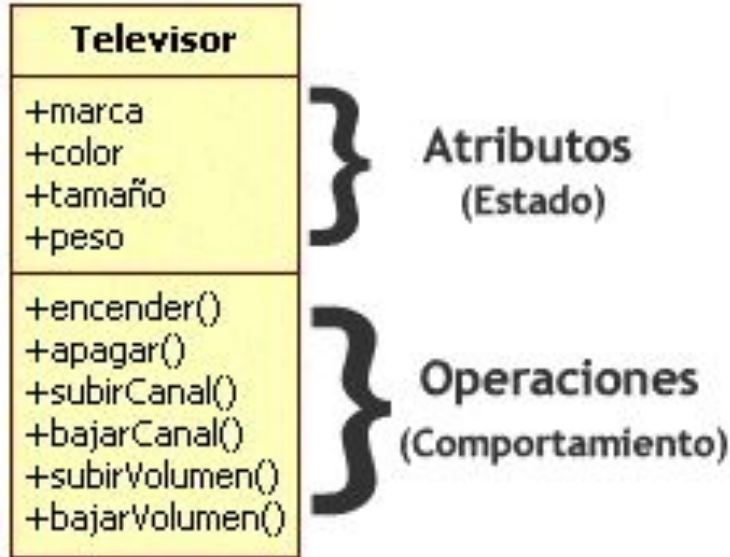 Televisor
+marca
+color
+tamaño
+peso
Atributos
(Estado)
+encender()
+apagar()
+subirCanal()
+bajarCanal()
+subirVolumen()
+bajarVolumen()
Operaciones
(Comportamiento)